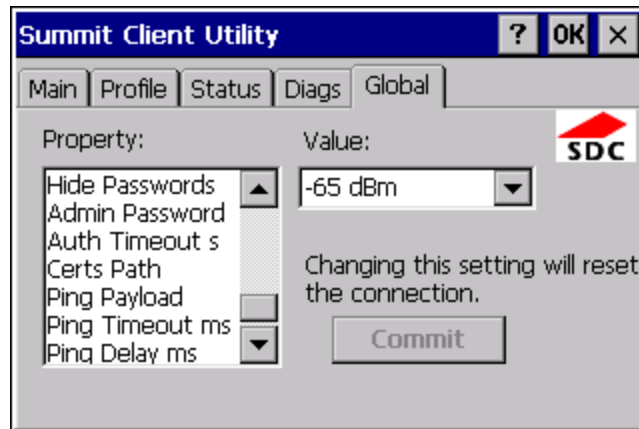 Summit Client Utility ? OK ×
Main Profile Status Diags Global
Property: Value:
SDC
Hide Passwords
-65 dBm
Admin Password
Auth Timeout s
Certs Path
Changing this setting will reset
Ping Payload
the connection.
Ping Timeout ms
Commit
Ping Delay ms